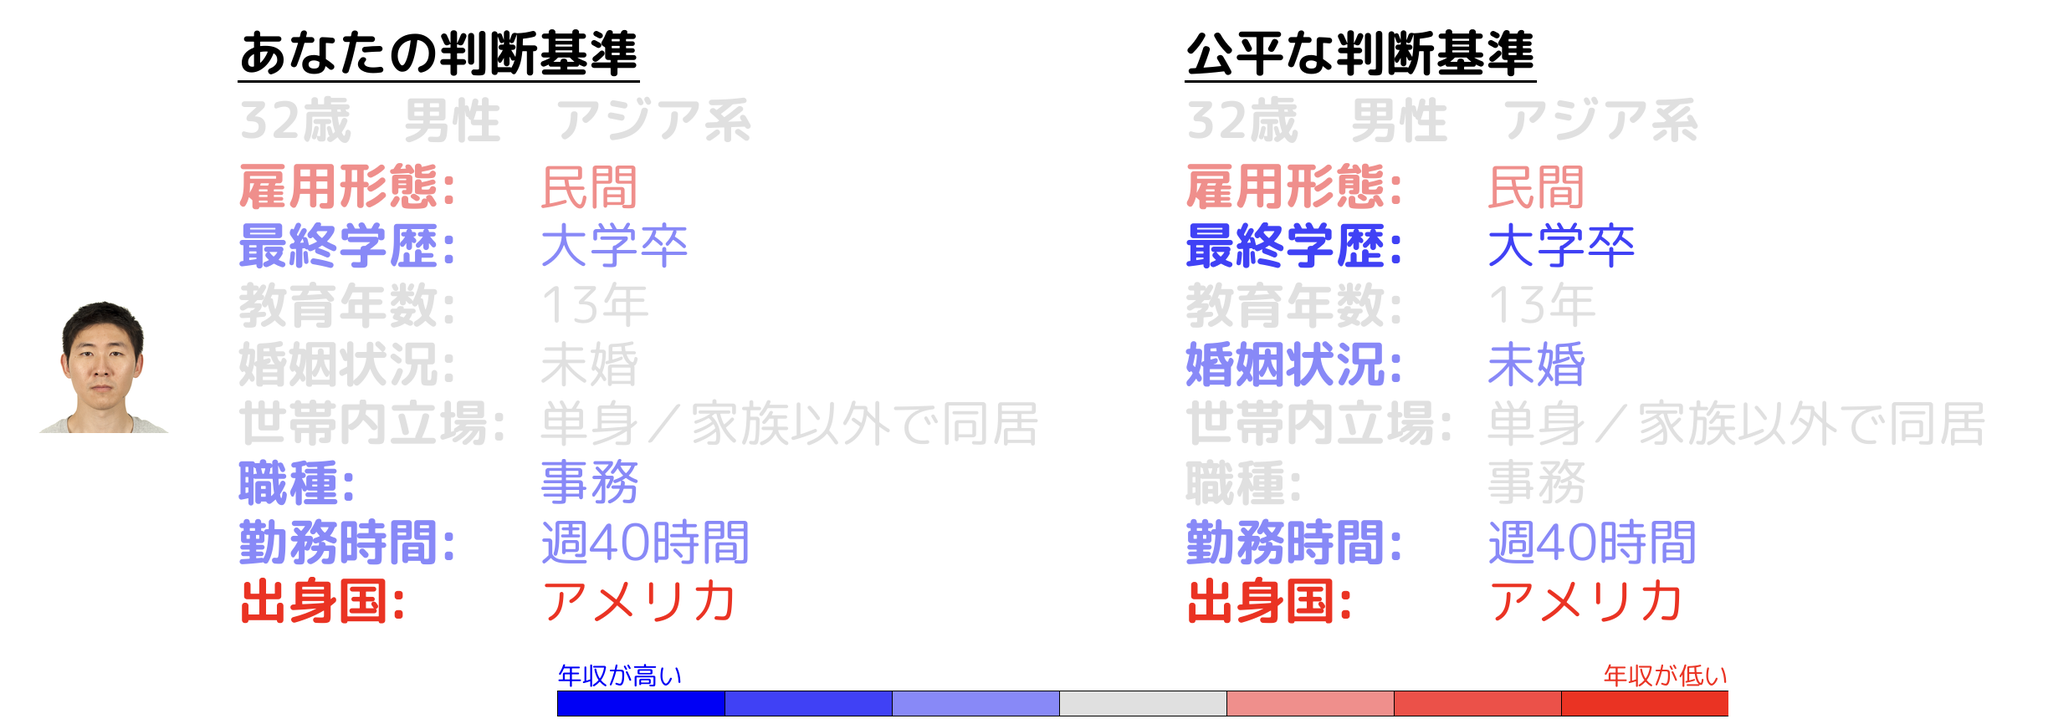 あなたの判断基準
32歳　男性　アジア系
雇用形態:　民間
最終学歴:　大学卒
教育年数:　13年
婚姻状況:　未婚
世帯内立場:　単身／家族以外で同居
職種:　事務
勤務時間:　週40時間
出身国:　アメリカ
公平な判断基準
32歳　男性　アジア系
雇用形態:　民間
最終学歴:　大学卒
教育年数:　13年
婚姻状況:　未婚
世帯内立場:　単身／家族以外で同居
職種:　事務
勤務時間:　週40時間
出身国:　アメリカ
年収が高い
年収が低い